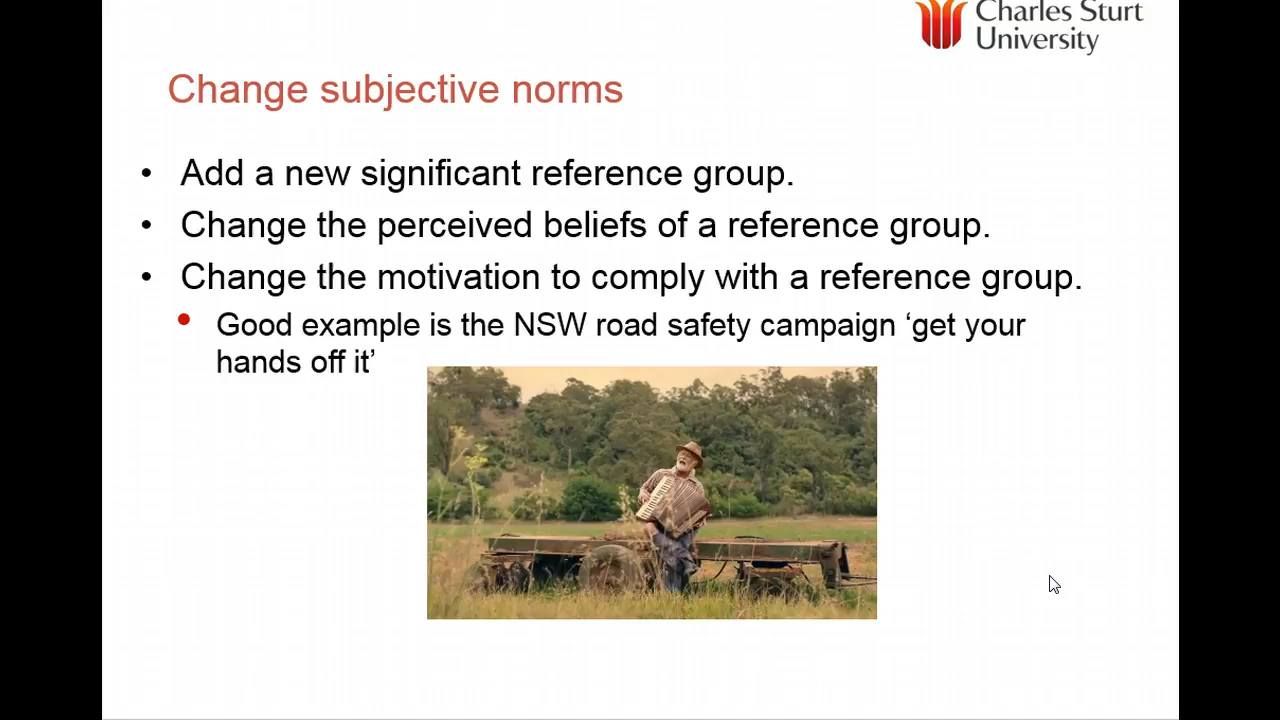 Charles Sturt
University
Change subjective norms
• Add a new significant reference group.
• Change the perceived beliefs of a reference group.
• Change the motivation to comply with a reference group.
• Good example is the NSW road safety campaign ‘get your
hands off it’